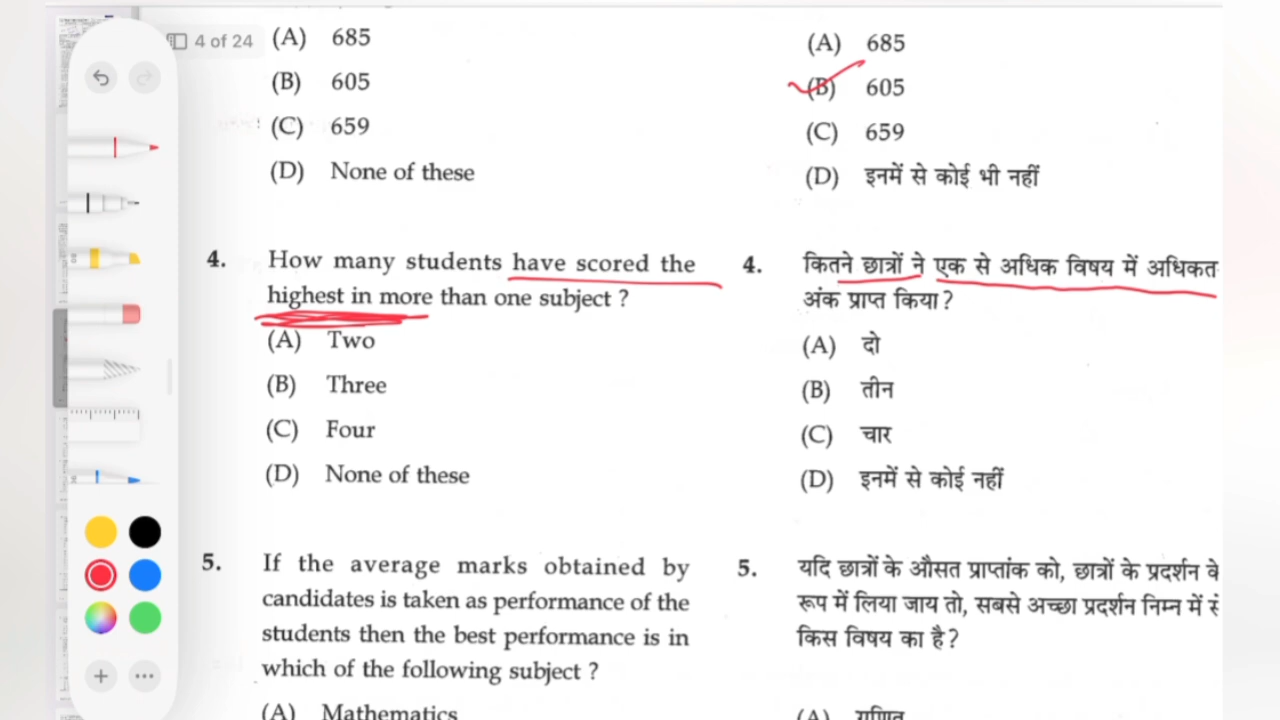 4 of 24
(A) 685
(B) 605
(C) 659
(D) None of these
4. How many students have scored the
highest in more than one subject ?
(A) Two
(B) Three
(C) Four
(D) None of these
5. If the average marks obtained by
candidates is taken as performance of the
students then the best performance is in
which of the following subject ?
(A) Mathematics
(A) 685
(B) 605
(C) 659
(D) इनमें से कोई भी नहीं
4. कितने छात्रों ने एक से अधिक विषय में अधिकत
अंक प्राप्त किया?
(A) दो
(B) तीन
(C) चार
(D) इनमें से कोई नहीं
5. यदि छात्रों के औसत प्राप्तांक को, छात्रों के प्रदर्शन के
रूप में लिया जाय तो, सबसे अच्छा प्रदर्शन निम्न में
किस विषय का है?
(A) गणित